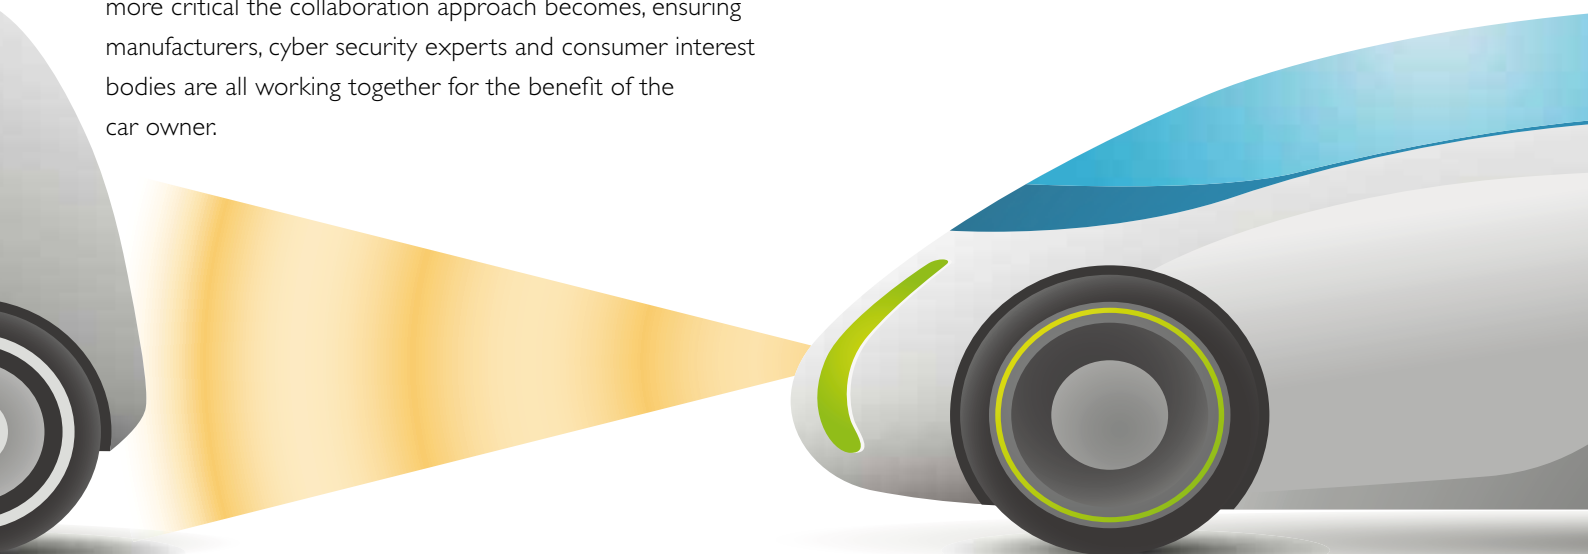 more critical the collaboration approach becomes, ensuring
manufacturers, cyber security experts and consumer interest
bodies are all working together for the benefit of the
car owner.